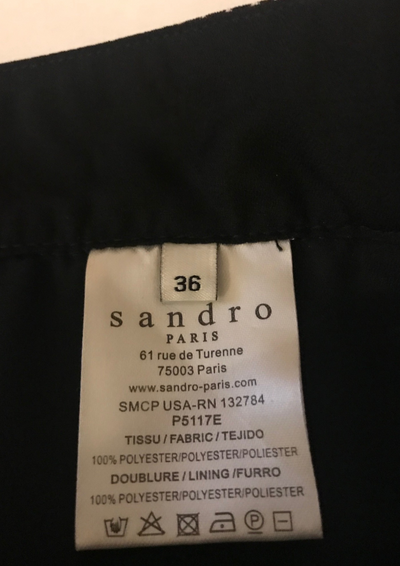 36
sandro
PARIS
61 rue de Turenne
75003 Paris
www.sandro-paris.com
SMCP USA-RN 132784
P5117E
TISSU / FABRIC / TEJIDO
100% POLYESTER/POLYESTER/POLIESTER
DOUBLURE / LINING / FURRO
100% POLYESTER/POLYESTER/POLIESTER
P